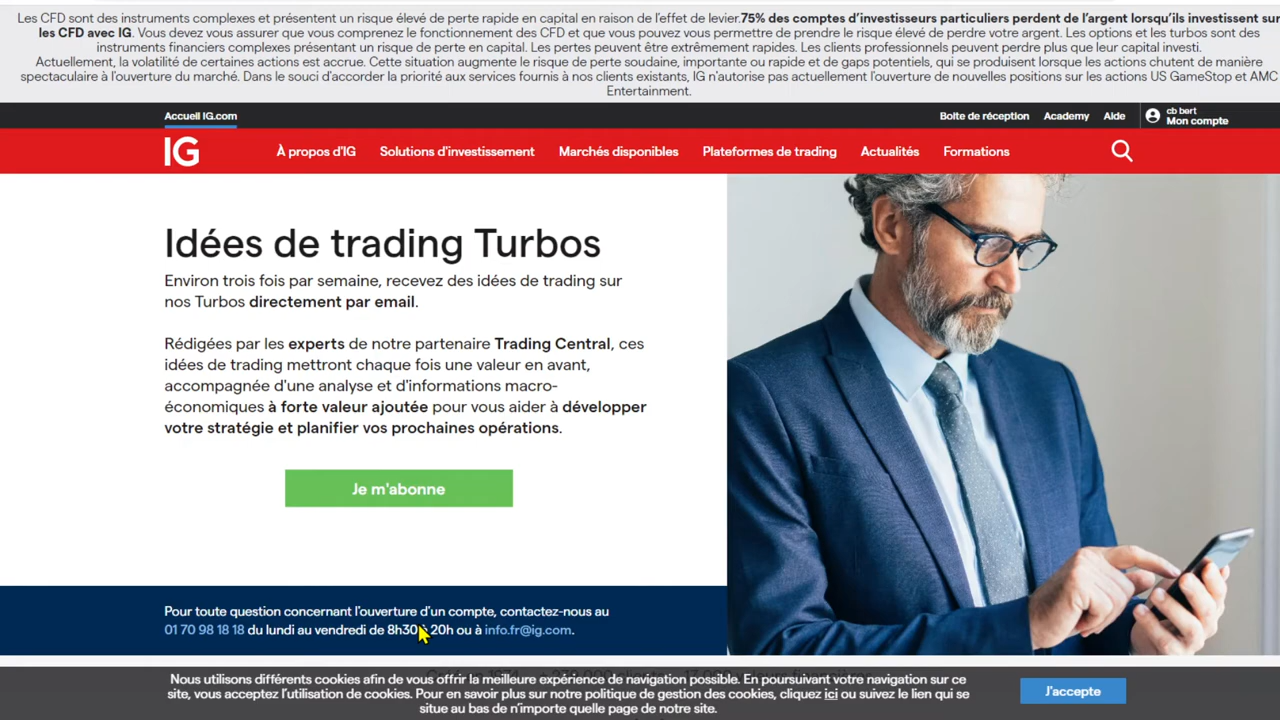 Les CFD sont des instruments complexes et présentent un risque élevé de perte rapide en capital en raison de l'effet de levier.75% des comptes d'investisseurs particuliers perdent de l'argent lorsqu'ils investissent sur
les CFD avec IG. Vous devez vous assurer que vous comprenez le fonctionnement des CFD et que vous pouvez vous permettre de prendre le risque élevé de perdre votre argent. Les options et les turbos sont des
instruments financiers complexes présentant un risque de perte en capital. Les pertes peuvent être extrêmement rapides. Les clients professionnels peuvent perdre plus que leur capital investi.
Actuellement, la volatilité de certaines actions est accrue. Cette situation augmente le risque de perte soudaine, importante ou rapide et de gaps potentiels, qui se produisent lorsque les actions chutent de manière
spectaculaire à l'ouverture du marché. Dans le souci d'accorder la priorité aux services fournis à nos clients existants, IG n'autorise pas actuellement l'ouverture de nouvelles positions sur les actions US GameStop et AMC
Entertainment.
Accueil IG.com
Boîte de réception Academy Aide
cb bart
Mon compte
IG À propos d'IG Solutions d'investissement Marchés disponibles Plateformes de trading Actualités Formations
Idées de trading Turbos
Environ trois fois par semaine, recevez des idées de trading sur
nos Turbos directement par email.
Rédigées par les experts de notre partenaire Trading Central, ces
idées de trading mettront chaque fois une valeur en avant,
accompagnée d'une analyse et d'informations macro-
économiques à forte valeur ajoutée pour vous aider à développer
votre stratégie et planifier vos prochaines opérations.
Je m'abonne
Pour toute question concernant l'ouverture d'un compte, contactez-nous au
01 70 98 18 18 du lundi au vendredi de 8h30 à 20h ou à info.fr@ig.com.
Nous utilisons différents cookies afin de vous offrir la meilleure expérience de navigation possible. En poursuivant votre navigation sur ce
site, vous acceptez l'utilisation de cookies. Pour en savoir plus sur notre politique de gestion des cookies, cliquez ici ou suivez le lien qui se
situe au bas de n'importe quelle page de notre site.
J'accepte